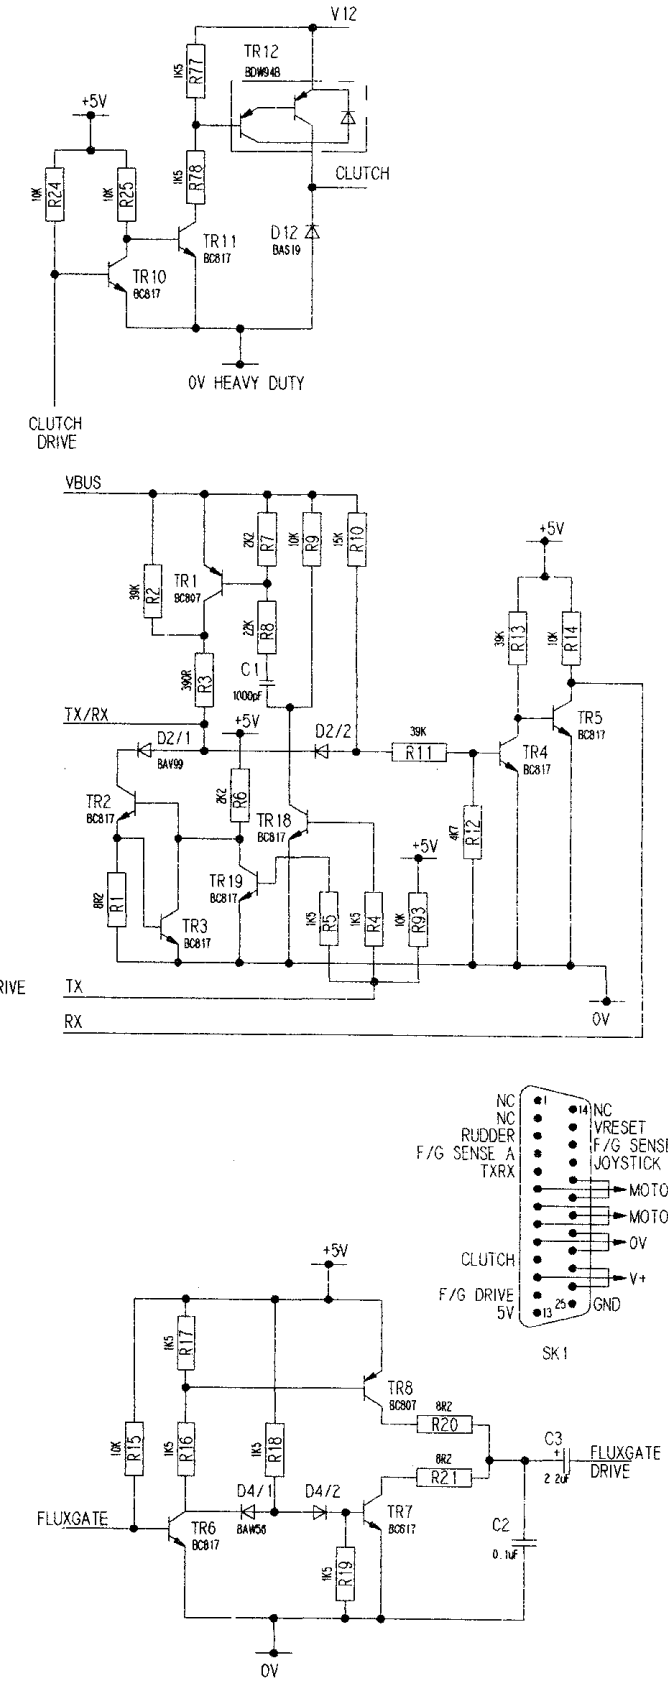 V12
TR12
BDW94B
1K5
R77
+5V
1K5
R78
CLUTCH
10K
R24
10K
R25
TR11
BC817
D12
BAS19
TR10
BC817
0V HEAVY DUTY
CLUTCH
DRIVE
VBUS
2K2
R7
10K
R9
15K
R10
+5V
39K
R2
TR1
BC807
22K
R8
39K
R13
10K
R14
390R
R3
C1
1000pF
TX/RX
+5V
D2/1
BAV99
D2/2
39K
R11
TR4
BC817
TR5
BC817
TR2
BC817
2K2
R6
TR18
BC817
4K7
R12
+5V
8R2
R1
TR19
BC817
TR3
BC817
1K5
R5
1K5
R4
10K
R93
RIVE
TX
0V
RX
NC
1
14
NC
NC
VRESET
RUDDER
F/G SENSE
F/G SENSE A
JOYSTICK
TXRX
MOTO
MOTO
0V
CLUTCH
V+
F/G DRIVE
25
GND
5V
13
SK1
+5V
1K5
R17
TR8
BC807
8R2
R20
10K
R15
1K5
R16
1K5
R18
C3
+
2.2uF
FLUXGATE
DRIVE
8R2
R21
D4/1
BAW56
D4/2
FLUXGATE
TR6
BC817
TR7
BC817
C2
0.1uF
1K5
R19
0V